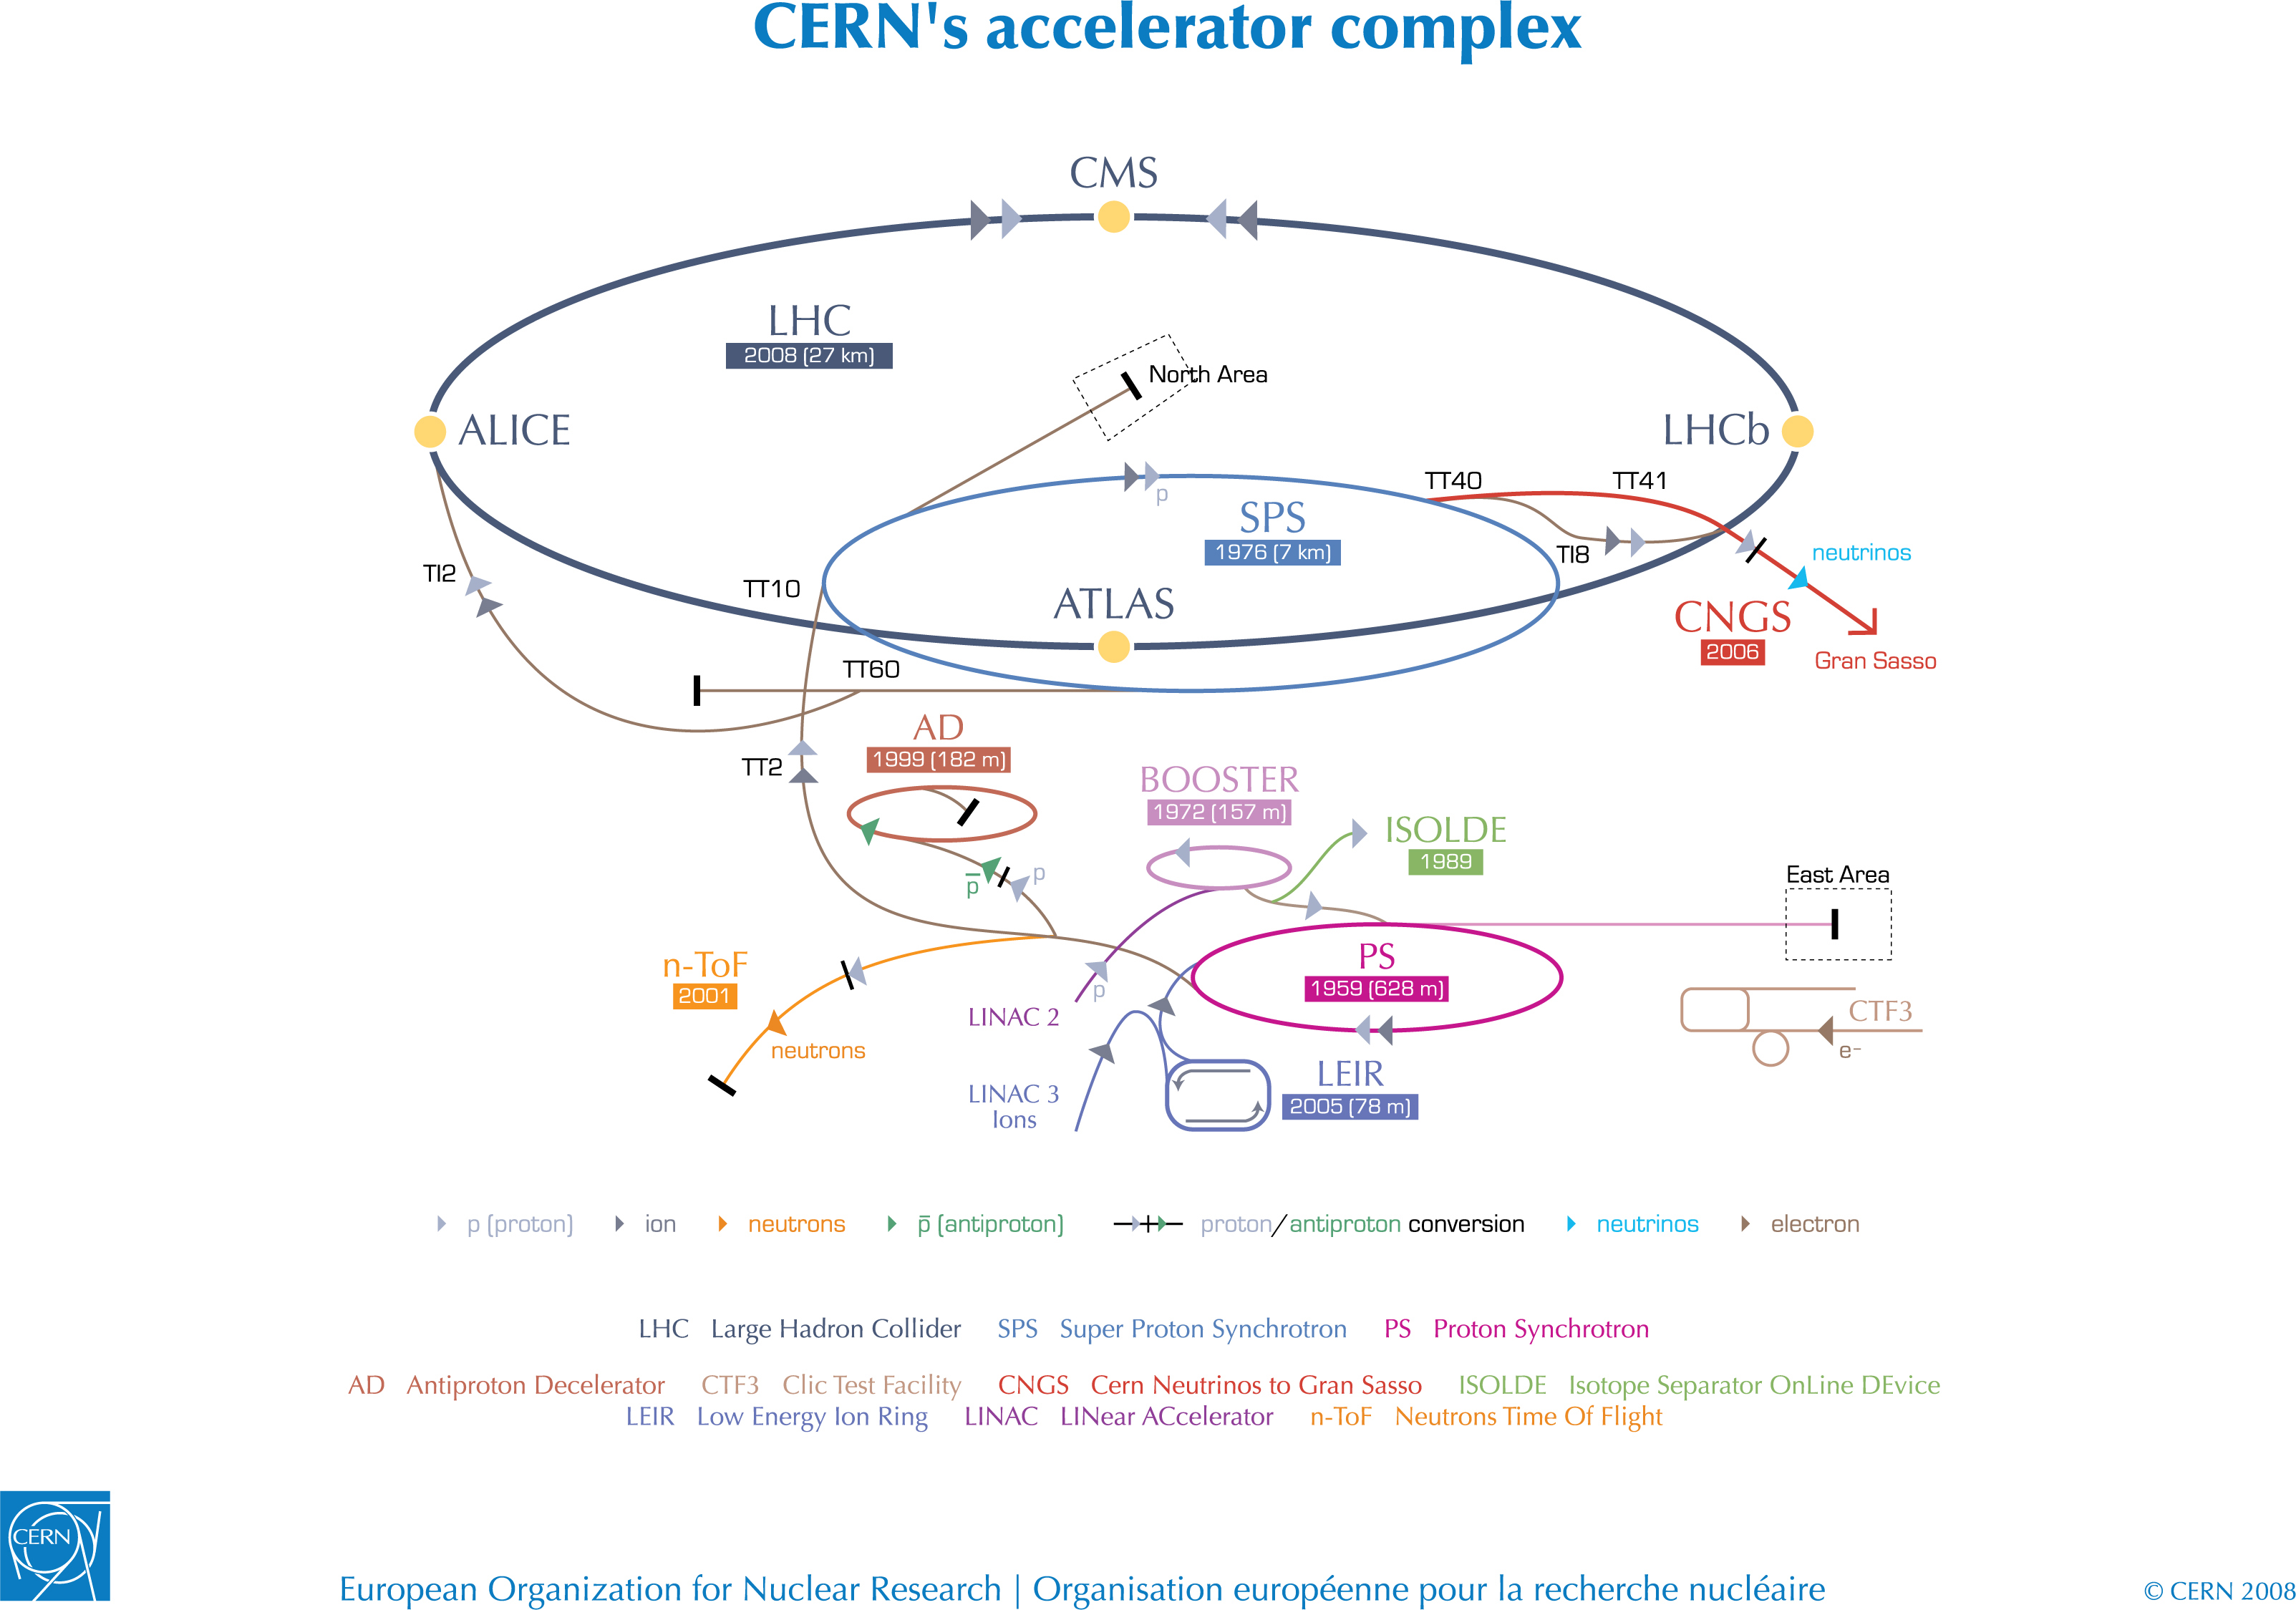 CERN's accelerator complex
CMS
LHC
2008 (27 km)
North Area
ALICE
LHCb
TT40
TT41
p
SPS
1976 (7 km)
TI8
neutrinos
TI2
TT10
ATLAS
CNGS
2006
Gran Sasso
TT60
AD
1999 (182 m)
TT2
BOOSTER
1972 (157 m)
ISOLDE
1989
p̅
p
East Area
n-ToF
2001
PS
1959 (628 m)
p
LINAC 2
CTF3
e-
neutrons
LEIR
2005 (78 m)
LINAC 3
Ions
p (proton) ion neutrons p̅ (antiproton) proton/antiproton conversion neutrinos electron
LHC Large Hadron Collider SPS Super Proton Synchrotron PS Proton Synchrotron
AD Antiproton Decelerator CTF3 Clic Test Facility CNGS Cern Neutrinos to Gran Sasso ISOLDE Isotope Separator OnLine DEvice
LEIR Low Energy Ion Ring LINAC LINear ACcelerator n-ToF Neutrons Time Of Flight
CERN
European Organization for Nuclear Research | Organisation européenne pour la recherche nucléaire
© CERN 2008